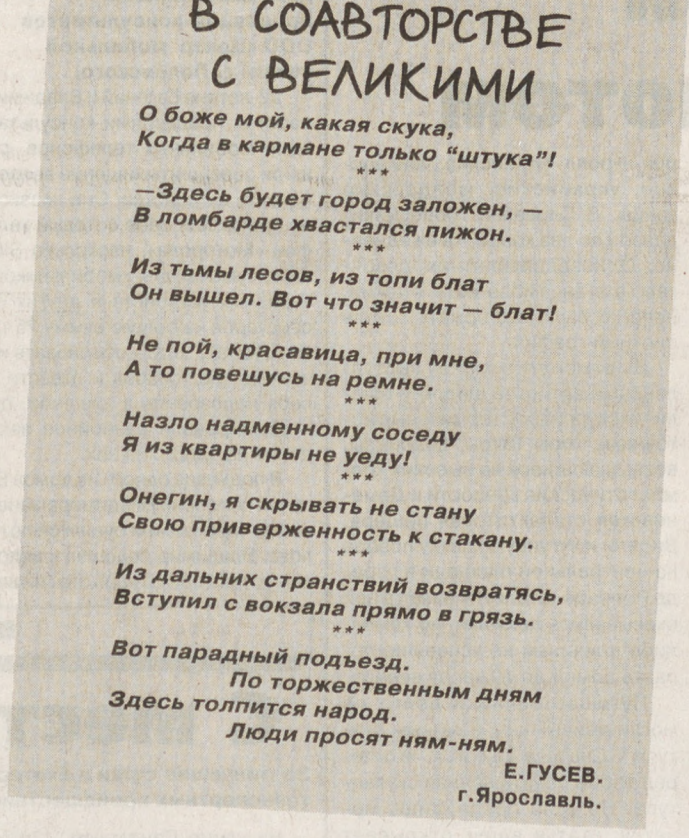 В СОАВТОРСТВЕ
С ВЕЛИКИМИ
О боже мой, какая скука,
Когда в кармане только “штука”!
***
—Здесь будет город заложен, —
В ломбарде хвастался пижон.
***
Из тьмы лесов, из топи блат
Он вышел. Вот что значит — блат!
***
Не пой, красавица, при мне,
А то повешусь на ремне.
***
Назло надменному соседу
Я из квартиры не уеду!
***
Онегин, я скрывать не стану
Свою приверженность к стакану.
***
Из дальних странствий возвратясь,
Вступил с вокзала прямо в грязь.
***
Вот парадный подъезд.
По торжественным дням
Здесь толпится народ.
Люди просят ням-ням.
Е.ГУСЕВ.
г.Ярославль.